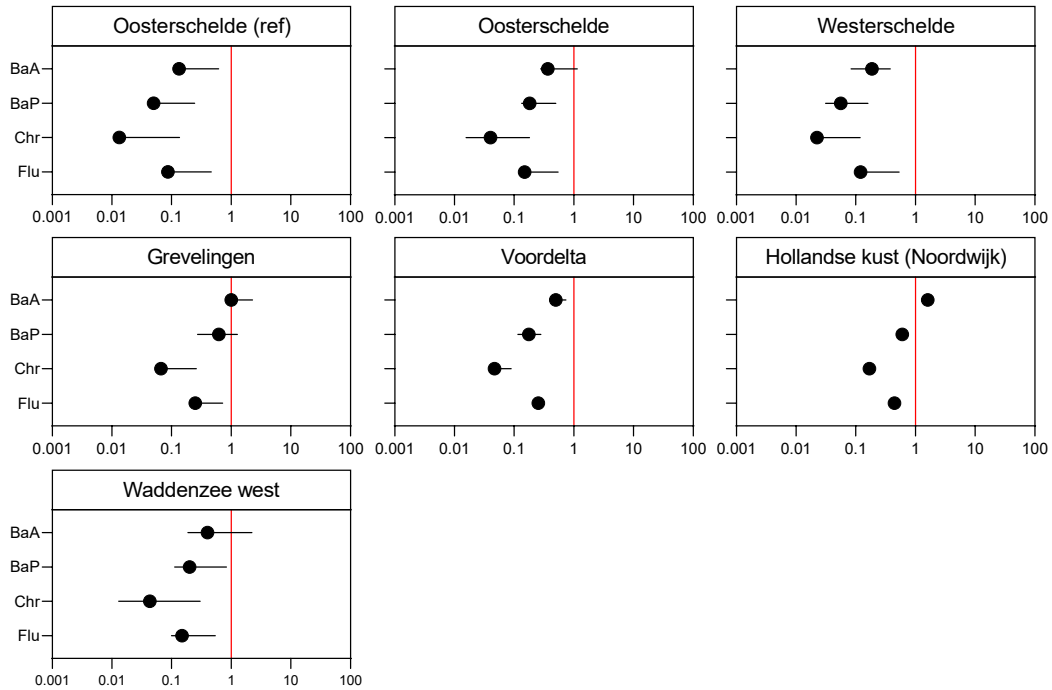 Oosterschelde (ref) Oosterschelde Westerschelde
BaA
BaP
Chr
Flu
0.001 0.01 0.1 1 10 100 0.001 0.01 0.1 1 10 100 0.001 0.01 0.1 1 10 100
Grevelingen Voordelta Hollandse kust (Noordwijk)
BaA
BaP
Chr
Flu
0.001 0.01 0.1 1 10 100 0.001 0.01 0.1 1 10 100 0.001 0.01 0.1 1 10 100
Waddenzee west
BaA
BaP
Chr
Flu
0.001 0.01 0.1 1 10 100